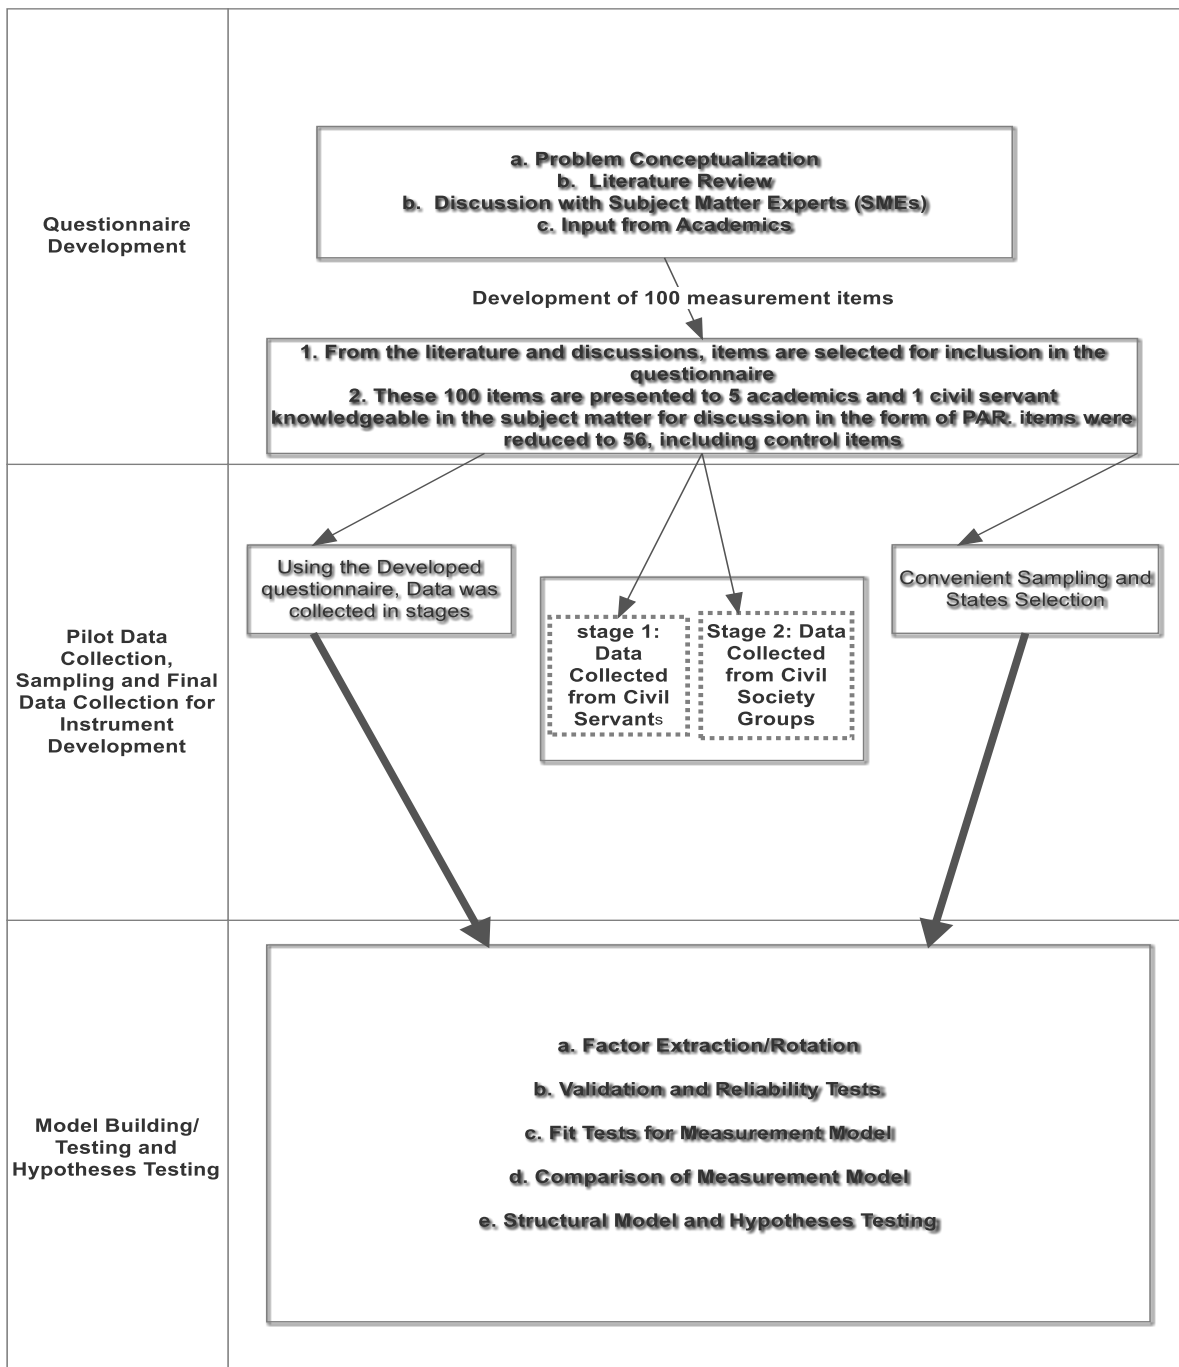 Questionnaire
Development
a. Problem Conceptualization
b. Literature Review
b. Discussion with Subject Matter Experts (SMEs)
c. Input from Academics
Development of 100 measurement items
1. From the literature and discussions, items are selected for inclusion in the
questionnaire
2. These 100 items are presented to 5 academics and 1 civil servant
knowledgeable in the subject matter for discussion in the form of PAR. items were
reduced to 56, including control items
Pilot Data
Collection,
Sampling and Final
Data Collection for
Instrument
Development
Using the Developed
questionnaire, Data was
collected in stages
stage 1:
Data
Collected
from Civil
Servants
Stage 2: Data
Collected
from Civil
Society
Groups
Convenient Sampling and
States Selection
Model Building/
Testing and
Hypotheses Testing
a. Factor Extraction/Rotation
b. Validation and Reliability Tests
c. Fit Tests for Measurement Model
d. Comparison of Measurement Model
e. Structural Model and Hypotheses Testing